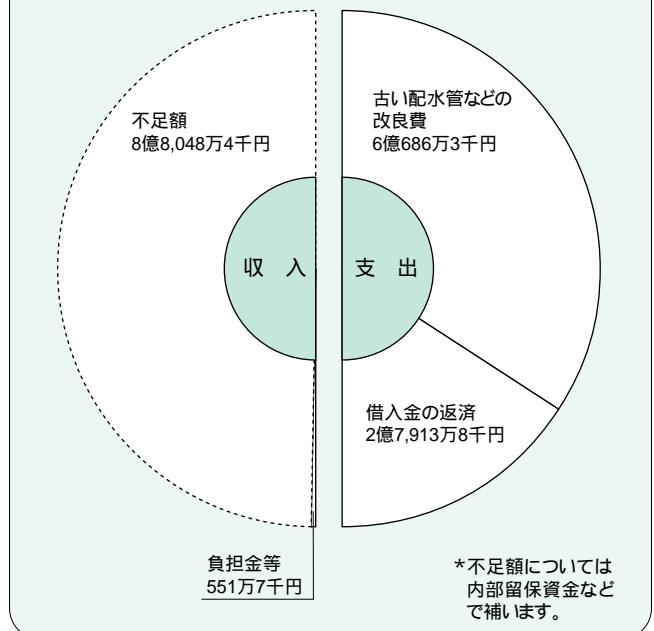 不足額
8億8,048万4千円
古い配水管などの
改良費
6億686万3千円
収 入
支 出
借入金の返済
2億7,913万8千円
負担金等
551万7千円
*不足額については
内部留保資金など
で補います。